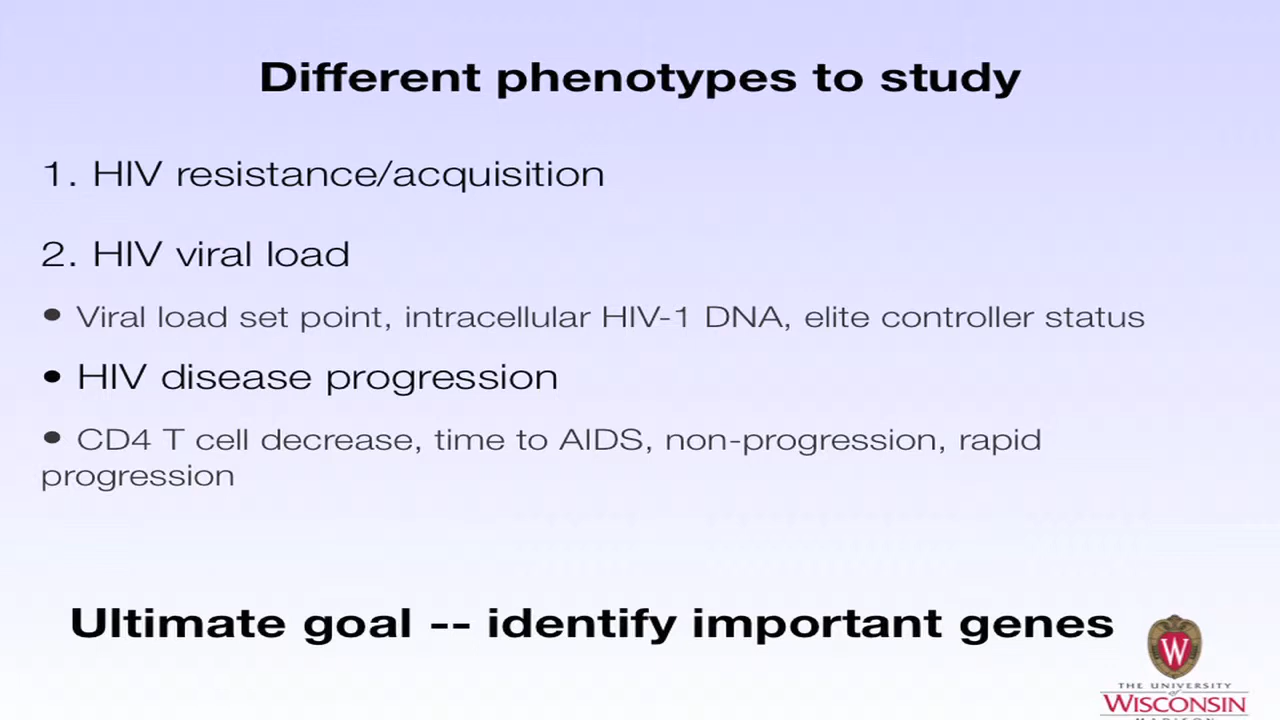 Different phenotypes to study
1. HIV resistance/acquisition
2. HIV viral load
• Viral load set point, intracellular HIV-1 DNA, elite controller status
• HIV disease progression
• CD4 T cell decrease, time to AIDS, non-progression, rapid
progression
Ultimate goal -- identify important genes
W
THE UNIVERSITY
of
WISCONSIN
MADISON